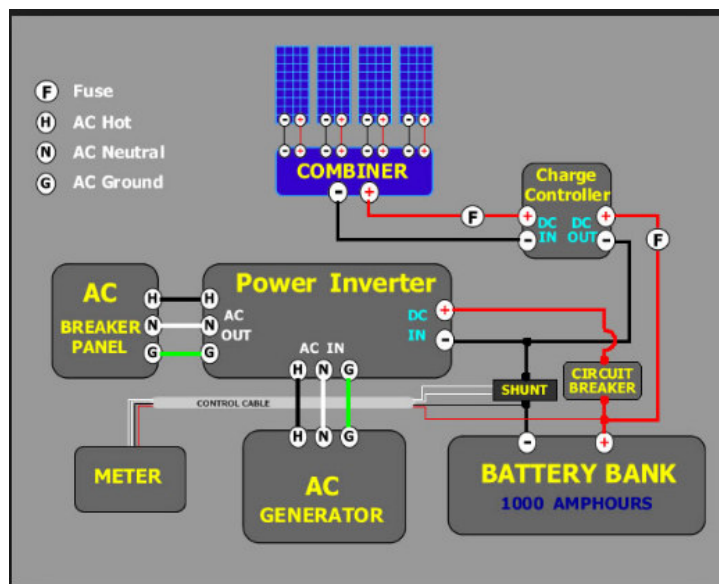 F Fuse
H AC Hot
N AC Neutral
G AC Ground
- + - + - + - +
- + - + - + - +
COMBINER
- +
Charge
Controller
+ DC DC +
- IN OUT -
F
F
AC
BREAKER
PANEL
H H
N N
G G
Power Inverter
AC
OUT
DC +
IN -
AC IN
H N G
CONTROL CABLE
SHUNT
CIRCUIT
BREAKER
METER
H N G
AC
GENERATOR
- +
BATTERY BANK
1000 AMPHOURS